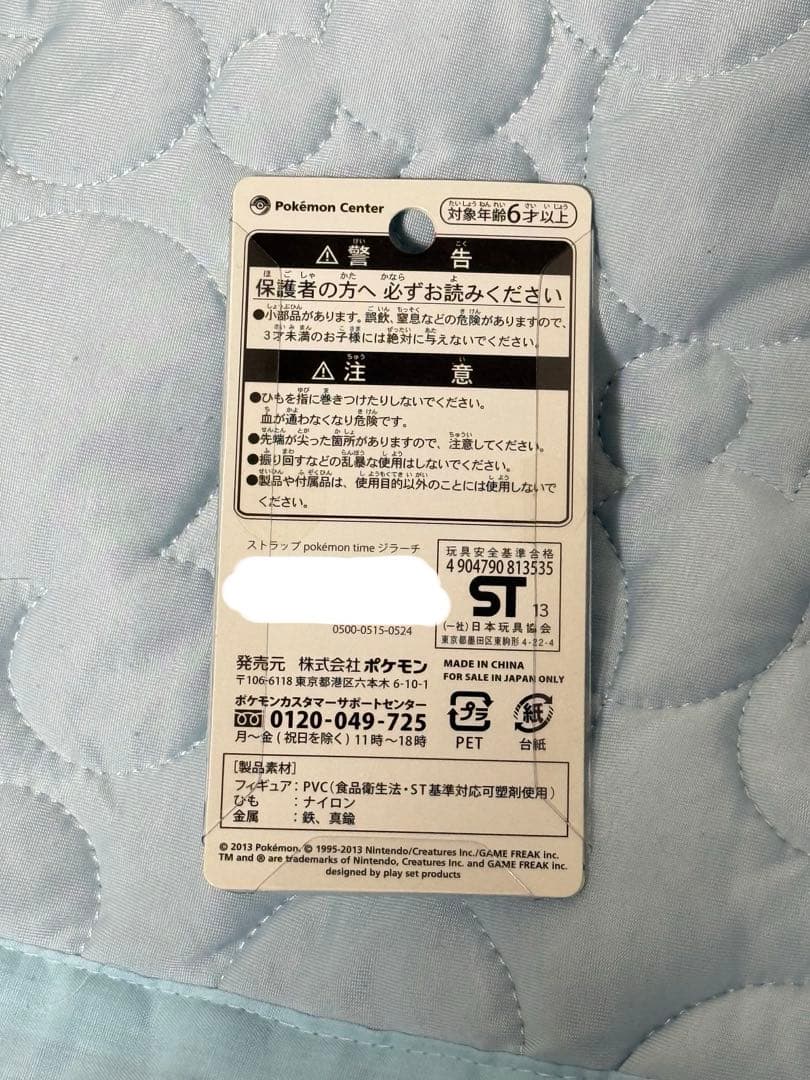 Pokémon Center
対象年齢6才以上
⚠警告
保護者の方へ 必ずお読みください
●小部品があります。誤飲、窒息などの危険がありますので、
3才未満のお子様には絶対に与えないでください。
⚠注意
●ひもを指に巻きつけたりしないでください。
血が通わなくなり危険です。
●先端が尖った箇所がありますので、注意してください。
●振り回すなどの乱暴な使用はしないでください。
●製品や付属品は、使用目的以外のことには使用しないで
ください。
ストラップ pokémon time ジラーチ
0500-0515-0524
玩具安全基準合格
4 904790 813535
ST 13
(一社)日本玩具協会
東京都墨田区東駒形 4-22-4
発売元 株式会社ポケモン
〒106-6118 東京都港区六本木 6-10-1
ポケモンカスタマーサポートセンター
0120-049-725
月〜金(祝日を除く)11時〜18時
MADE IN CHINA
FOR SALE IN JAPAN ONLY
プラ
PET
紙
台紙
[製品素材]
フィギュア：PVC(食品衛生法・ST基準対応可塑剤使用)
ひも：ナイロン
金属：鉄、真鍮
© 2013 Pokémon. © 1995-2013 Nintendo/Creatures Inc./GAME FREAK inc.
TM and ® are trademarks of Nintendo, Creatures Inc. and GAME FREAK inc.
designed by play set products